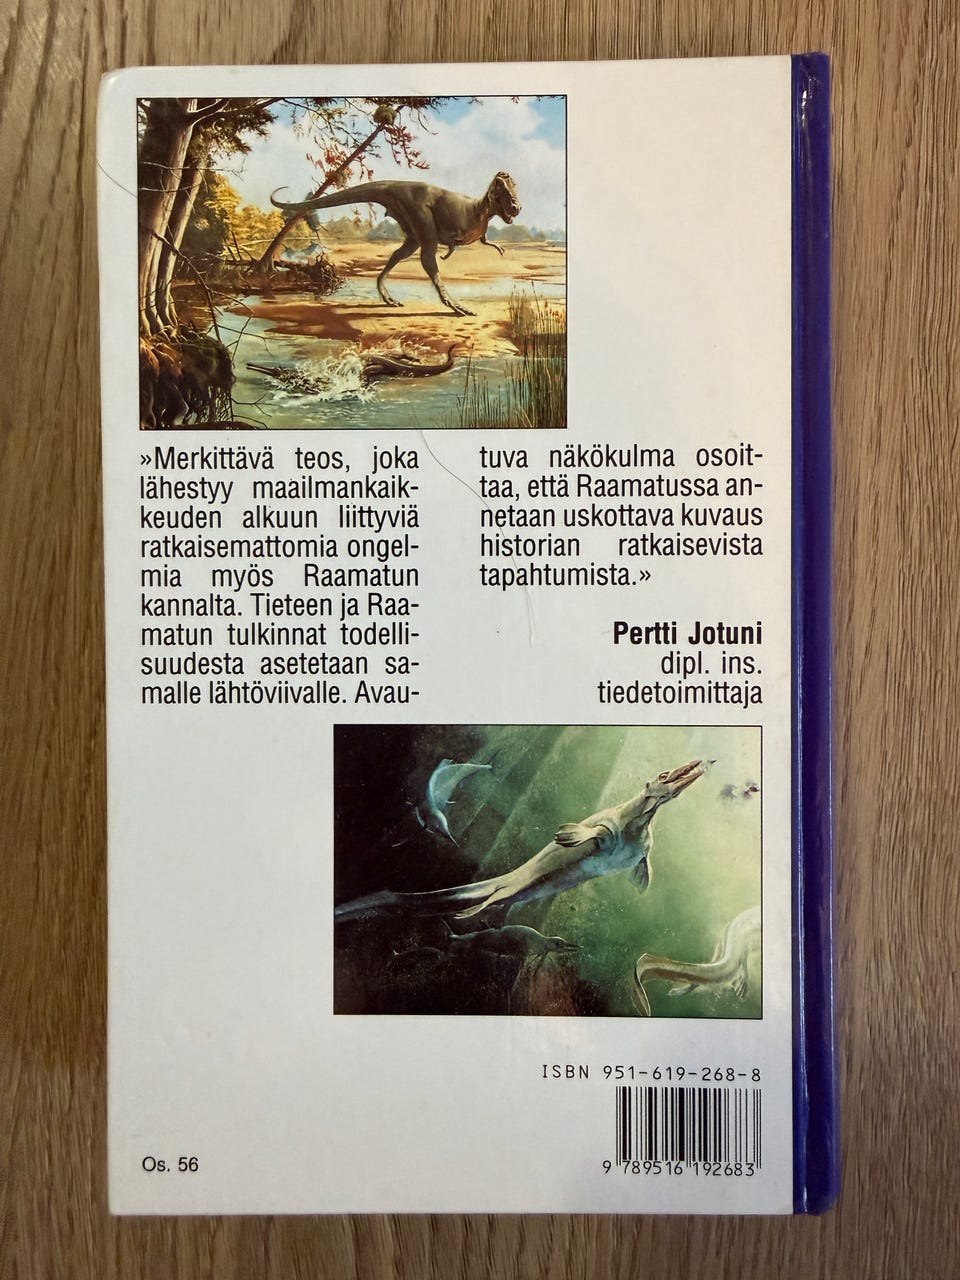 »Merkittävä teos, joka
lähestyy maailmankaik-
keuden alkuun liittyviä
ratkaisemattomia ongel-
mia myös Raamatun
kannalta. Tieteen ja Raa-
matun tulkinnat todelli-
suudesta asetetaan sa-
malle lähtöviivalle. Avau-
tuva näkökulma osoit-
taa, että Raamatussa an-
netaan uskottava kuvaus
historian ratkaisevista
tapahtumista.»
Pertti Jotuni
dipl. ins.
tiedetoimittaja
ISBN 951-619-268-8
9 789516 192683
Os. 56